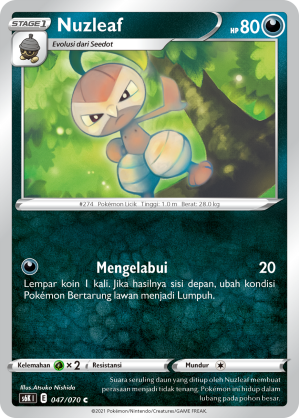 STAGE 1 Nuzleaf HP 80
Evolusi dari Seedot
#274 Pokémon Licik Tinggi: 1.0 m Berat: 28.0 kg
Mengelabui 20
Lempar koin 1 kali. Jika hasilnya sisi depan, ubah kondisi
Pokémon Bertarung lawan menjadi Lumpuh.
Kelemahan ×2 Resistansi Mundur
Illus. Atsuko Nishida
s6K I E 047/070 C
Suara seruling daun yang ditiup oleh Nuzleaf membuat
perasaan menjadi tidak tenang. Pokémon ini hidup di dalam
lubang pada pohon besar.
©2021 Pokémon/Nintendo/Creatures/GAME FREAK.